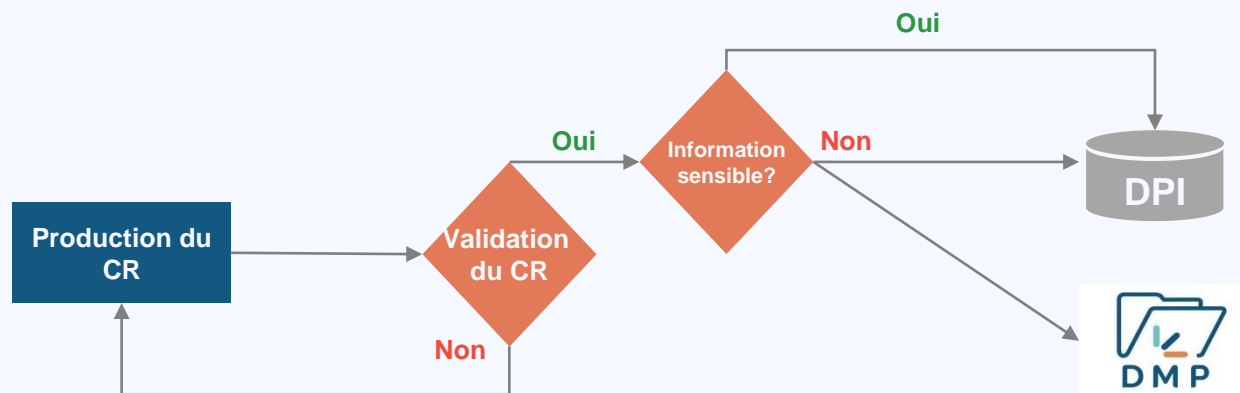 Oui
Oui
Information
sensible?
Non
DPI
Production du
CR
Validation
du CR
Non
DMP